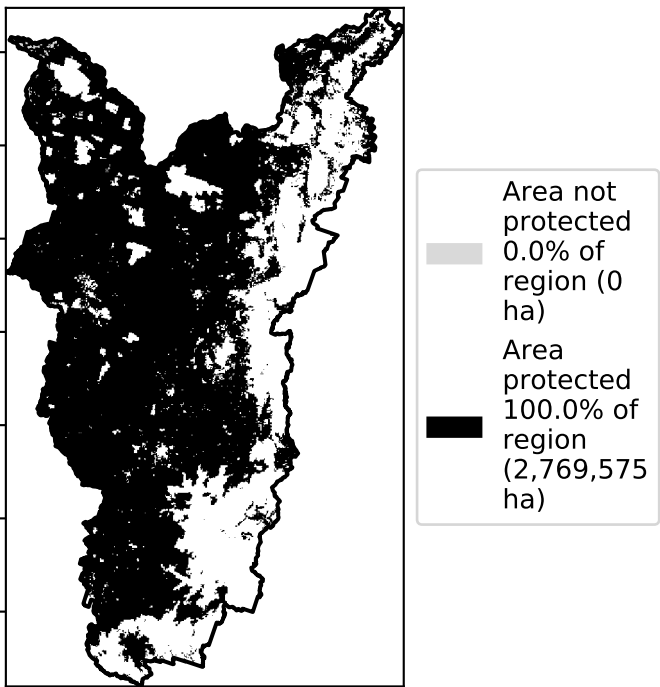 Area not
protected
0.0% of
region (0
ha)
Area
protected
100.0% of
region
(2,769,575
ha)